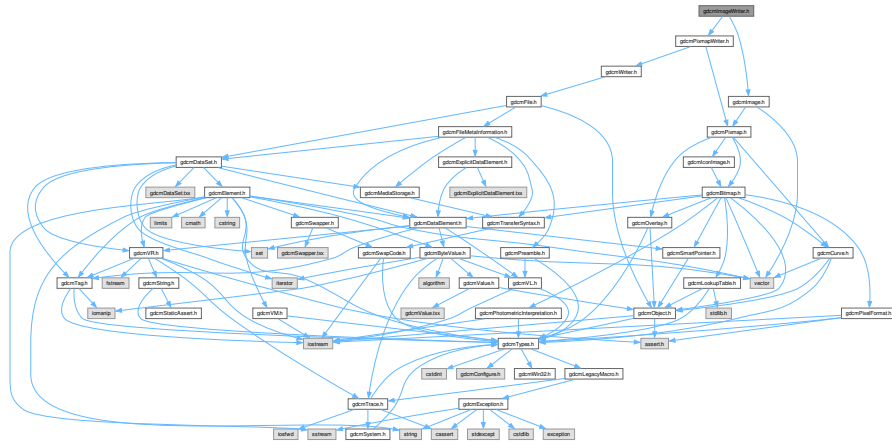 gdcmImageWriter.h
gdcmPixmapWriter.h
gdcmWriter.h
gdcmFile.h
gdcmImage.h
gdcmFileMetaInformation.h
gdcmPixmap.h
gdcmDataSet.h
gdcmExplicitDataElement.h
gdcmIconImage.h
gdcmDataSet.txx
gdcmElement.h
gdcmMediaStorage.h
gdcmExplicitDataElement.txx
gdcmBitmap.h
limits
cmath
cstring
gdcmSwapper.h
gdcmDataElement.h
gdcmTransferSyntax.h
gdcmOverlay.h
gdcmVR.h
set
gdcmSwapper.txx
gdcmSwapCode.h
gdcmByteValue.h
gdcmPreamble.h
gdcmSmartPointer.h
gdcmCurve.h
gdcmTag.h
fstream
gdcmString.h
iterator
algorithm
gdcmValue.h
gdcmVL.h
gdcmLookupTable.h
vector
iomanip
gdcmStaticAssert.h
gdcmVM.h
gdcmValue.txx
gdcmPhotometricInterpretation.h
gdcmObject.h
stdlib.h
gdcmPixelFormat.h
iostream
gdcmTypes.h
assert.h
cstdint
gdcmConfigure.h
gdcmWin32.h
gdcmLegacyMacro.h
gdcmTrace.h
gdcmException.h
iosfwd
sstream
gdcmSystem.h
string
cassert
stdexcept
cstdlib
exception